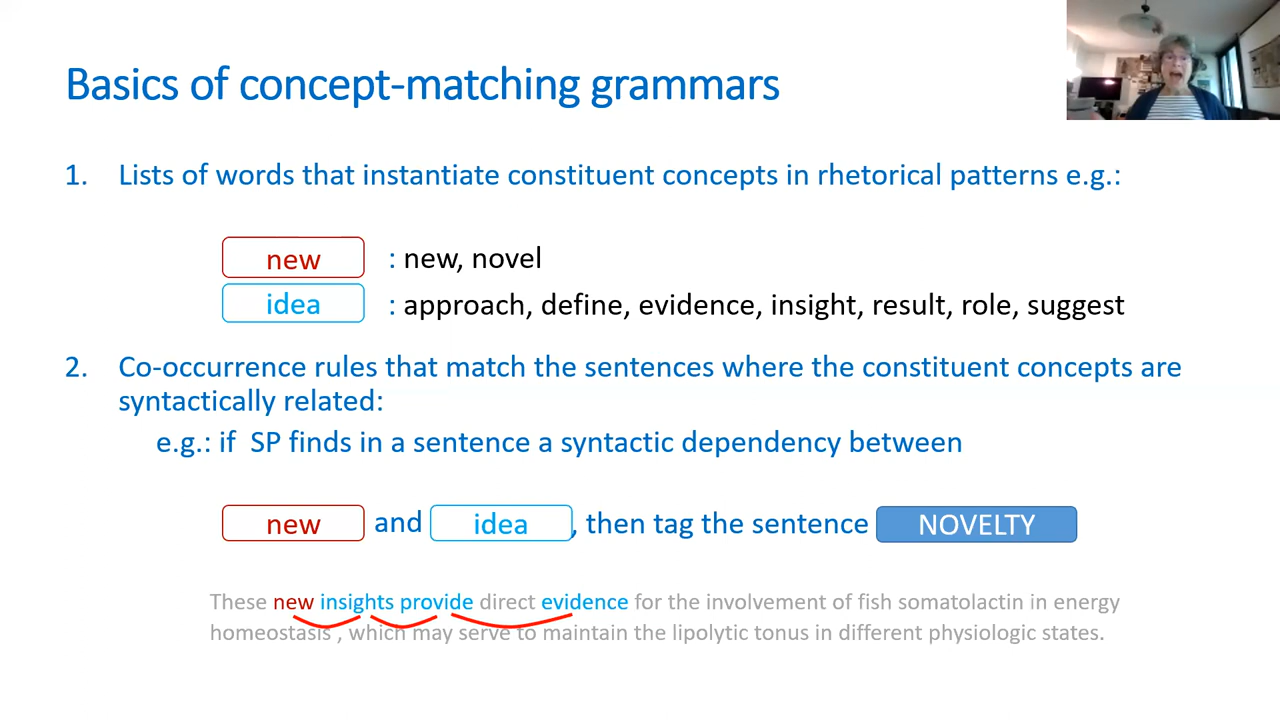 Basics of concept-matching grammars
1. Lists of words that instantiate constituent concepts in rhetorical patterns e.g.:
new : new, novel
idea : approach, define, evidence, insight, result, role, suggest
2. Co-occurrence rules that match the sentences where the constituent concepts are
syntactically related:
e.g.: if SP finds in a sentence a syntactic dependency between
new and idea, then tag the sentence NOVELTY
These new insights provide direct evidence for the involvement of fish somatolactin in energy
homeostasis , which may serve to maintain the lipolytic tonus in different physiologic states.